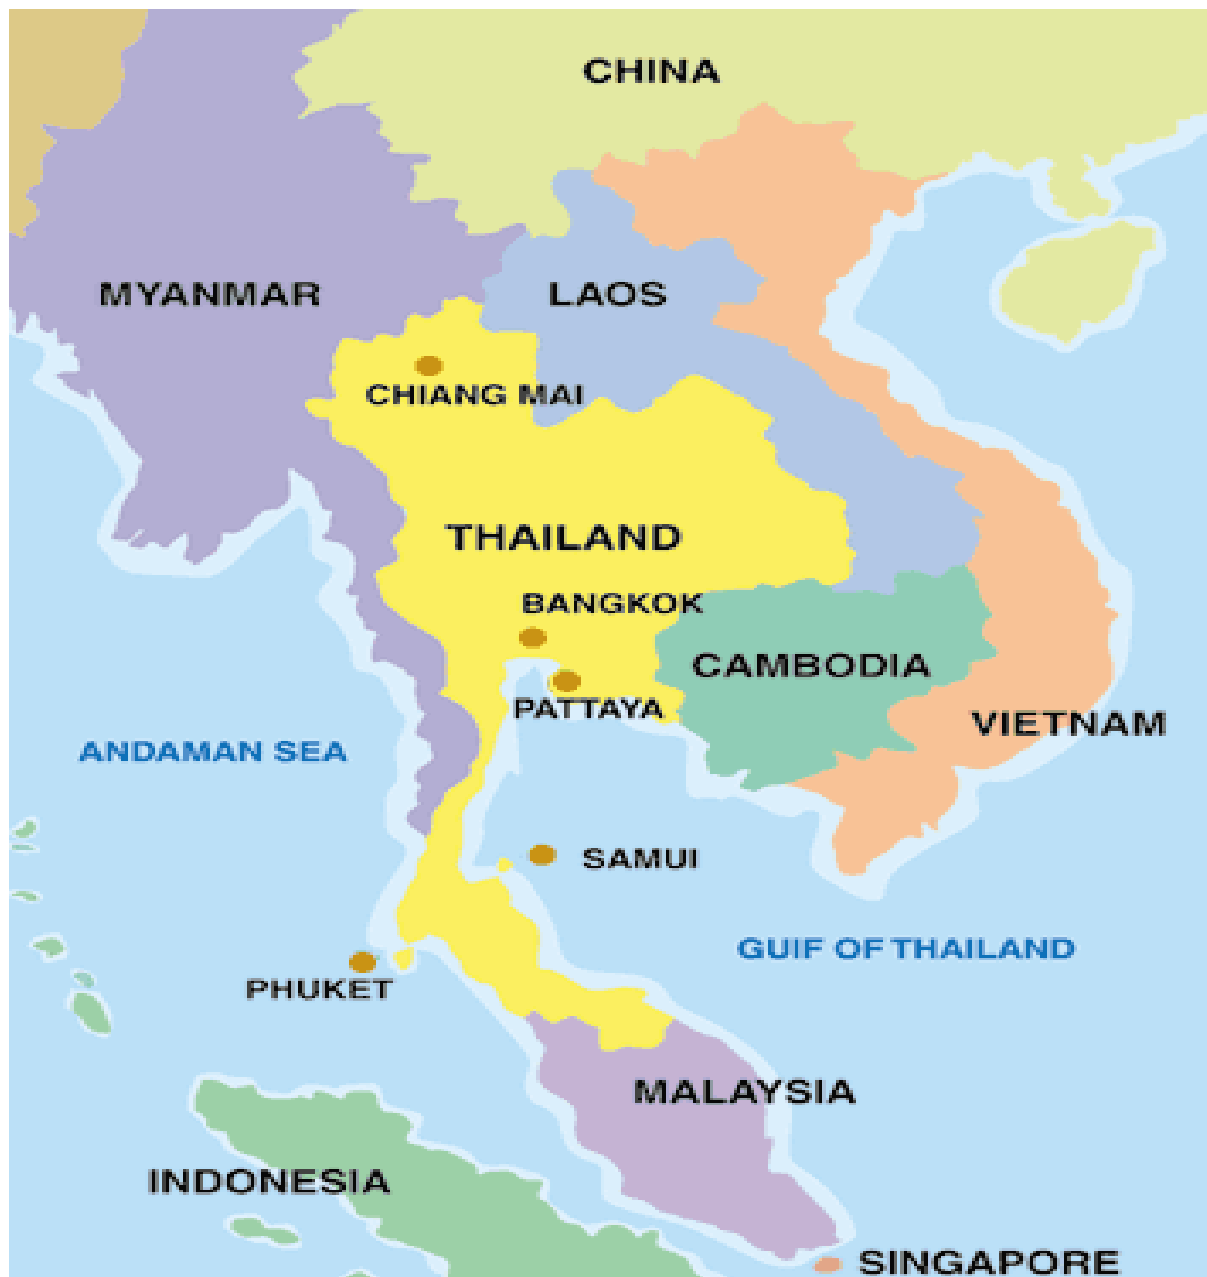 CHINA
MYANMAR
LAOS
CHIANG MAI
THAILAND
BANGKOK
CAMBODIA
PATTAYA
VIETNAM
ANDAMAN SEA
SAMUI
GUIF OF THAILAND
PHUKET
MALAYSIA
INDONESIA
SINGAPORE